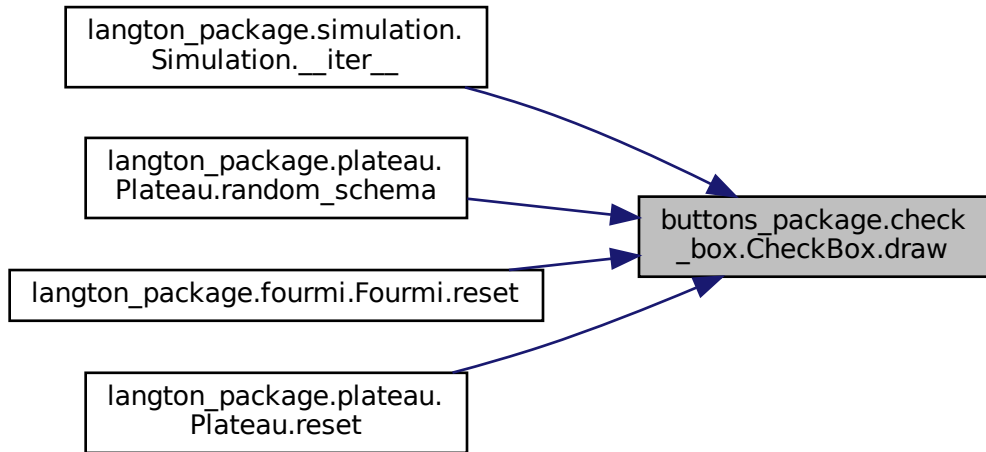 langton_package.simulation.
Simulation.__iter__
langton_package.plateau.
Plateau.random_schema
langton_package.fourmi.Fourmi.reset
langton_package.plateau.
Plateau.reset
buttons_package.check
_box.CheckBox.draw